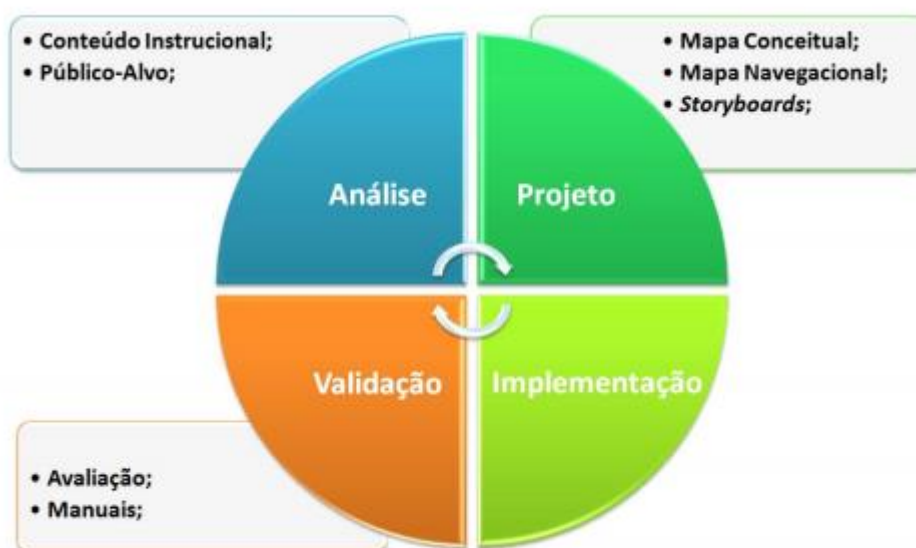 • Conteúdo Instrucional;
• Público-Alvo;
• Mapa Conceitual;
• Mapa Navegacional;
• Storyboards;
Análise
Projeto
Validação
Implementação
• Avaliação;
• Manuais;